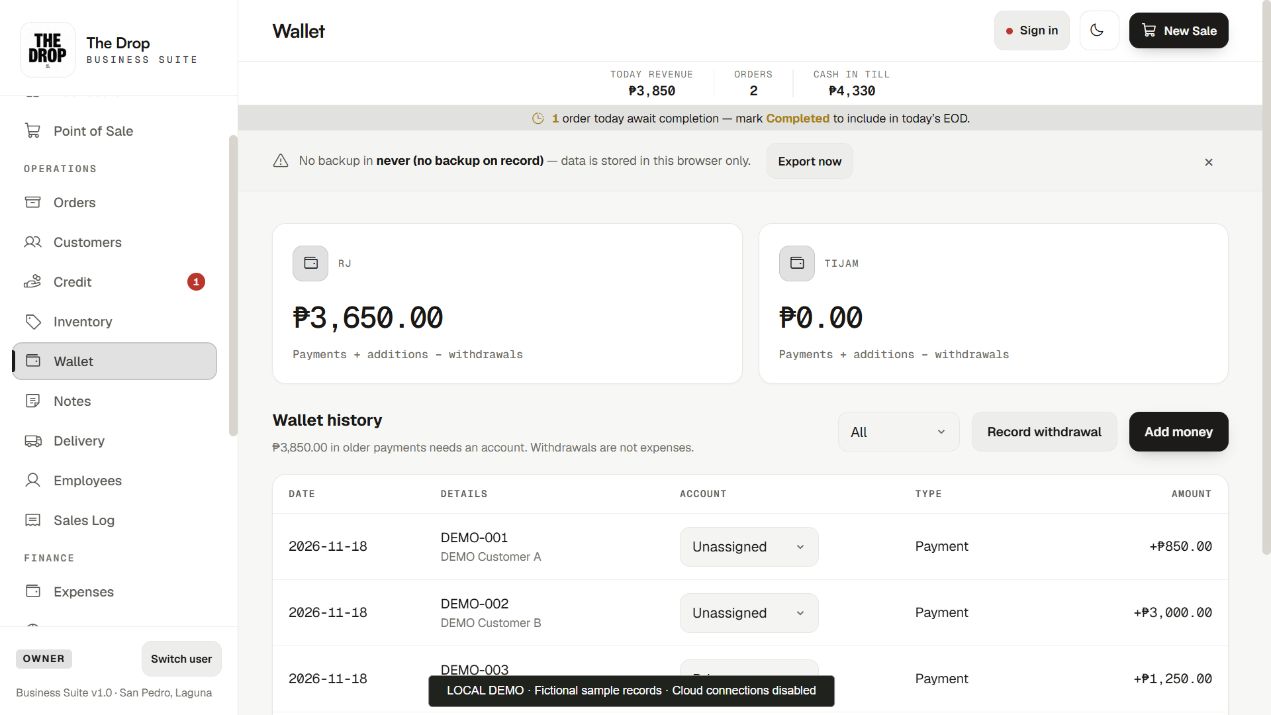 THE DROP
The Drop
BUSINESS SUITE
Point of Sale
OPERATIONS
Orders
Customers
Credit 1
Inventory
Wallet
Notes
Delivery
Employees
Sales Log
FINANCE
Expenses
OWNER Switch user
Business Suite v1.0 · San Pedro, Laguna
Wallet
Sign in
New Sale
TODAY REVENUE ORDERS CASH IN TILL
₱3,850 2 ₱4,330
1 order today await completion — mark Completed to include in today's EOD.
No backup in never (no backup on record) — data is stored in this browser only. Export now ×
RJ
₱3,650.00
Payments + additions − withdrawals
TIJAM
₱0.00
Payments + additions − withdrawals
Wallet history
₱3,850.00 in older payments needs an account. Withdrawals are not expenses.
All Record withdrawal Add money
DATE DETAILS ACCOUNT TYPE AMOUNT
2026-11-18 DEMO-001 Unassigned Payment +₱850.00
DEMO Customer A
2026-11-18 DEMO-002 Unassigned Payment +₱3,000.00
DEMO Customer B
2026-11-18 DEMO-003 Payment +₱1,250.00
LOCAL DEMO · Fictional sample records · Cloud connections disabled